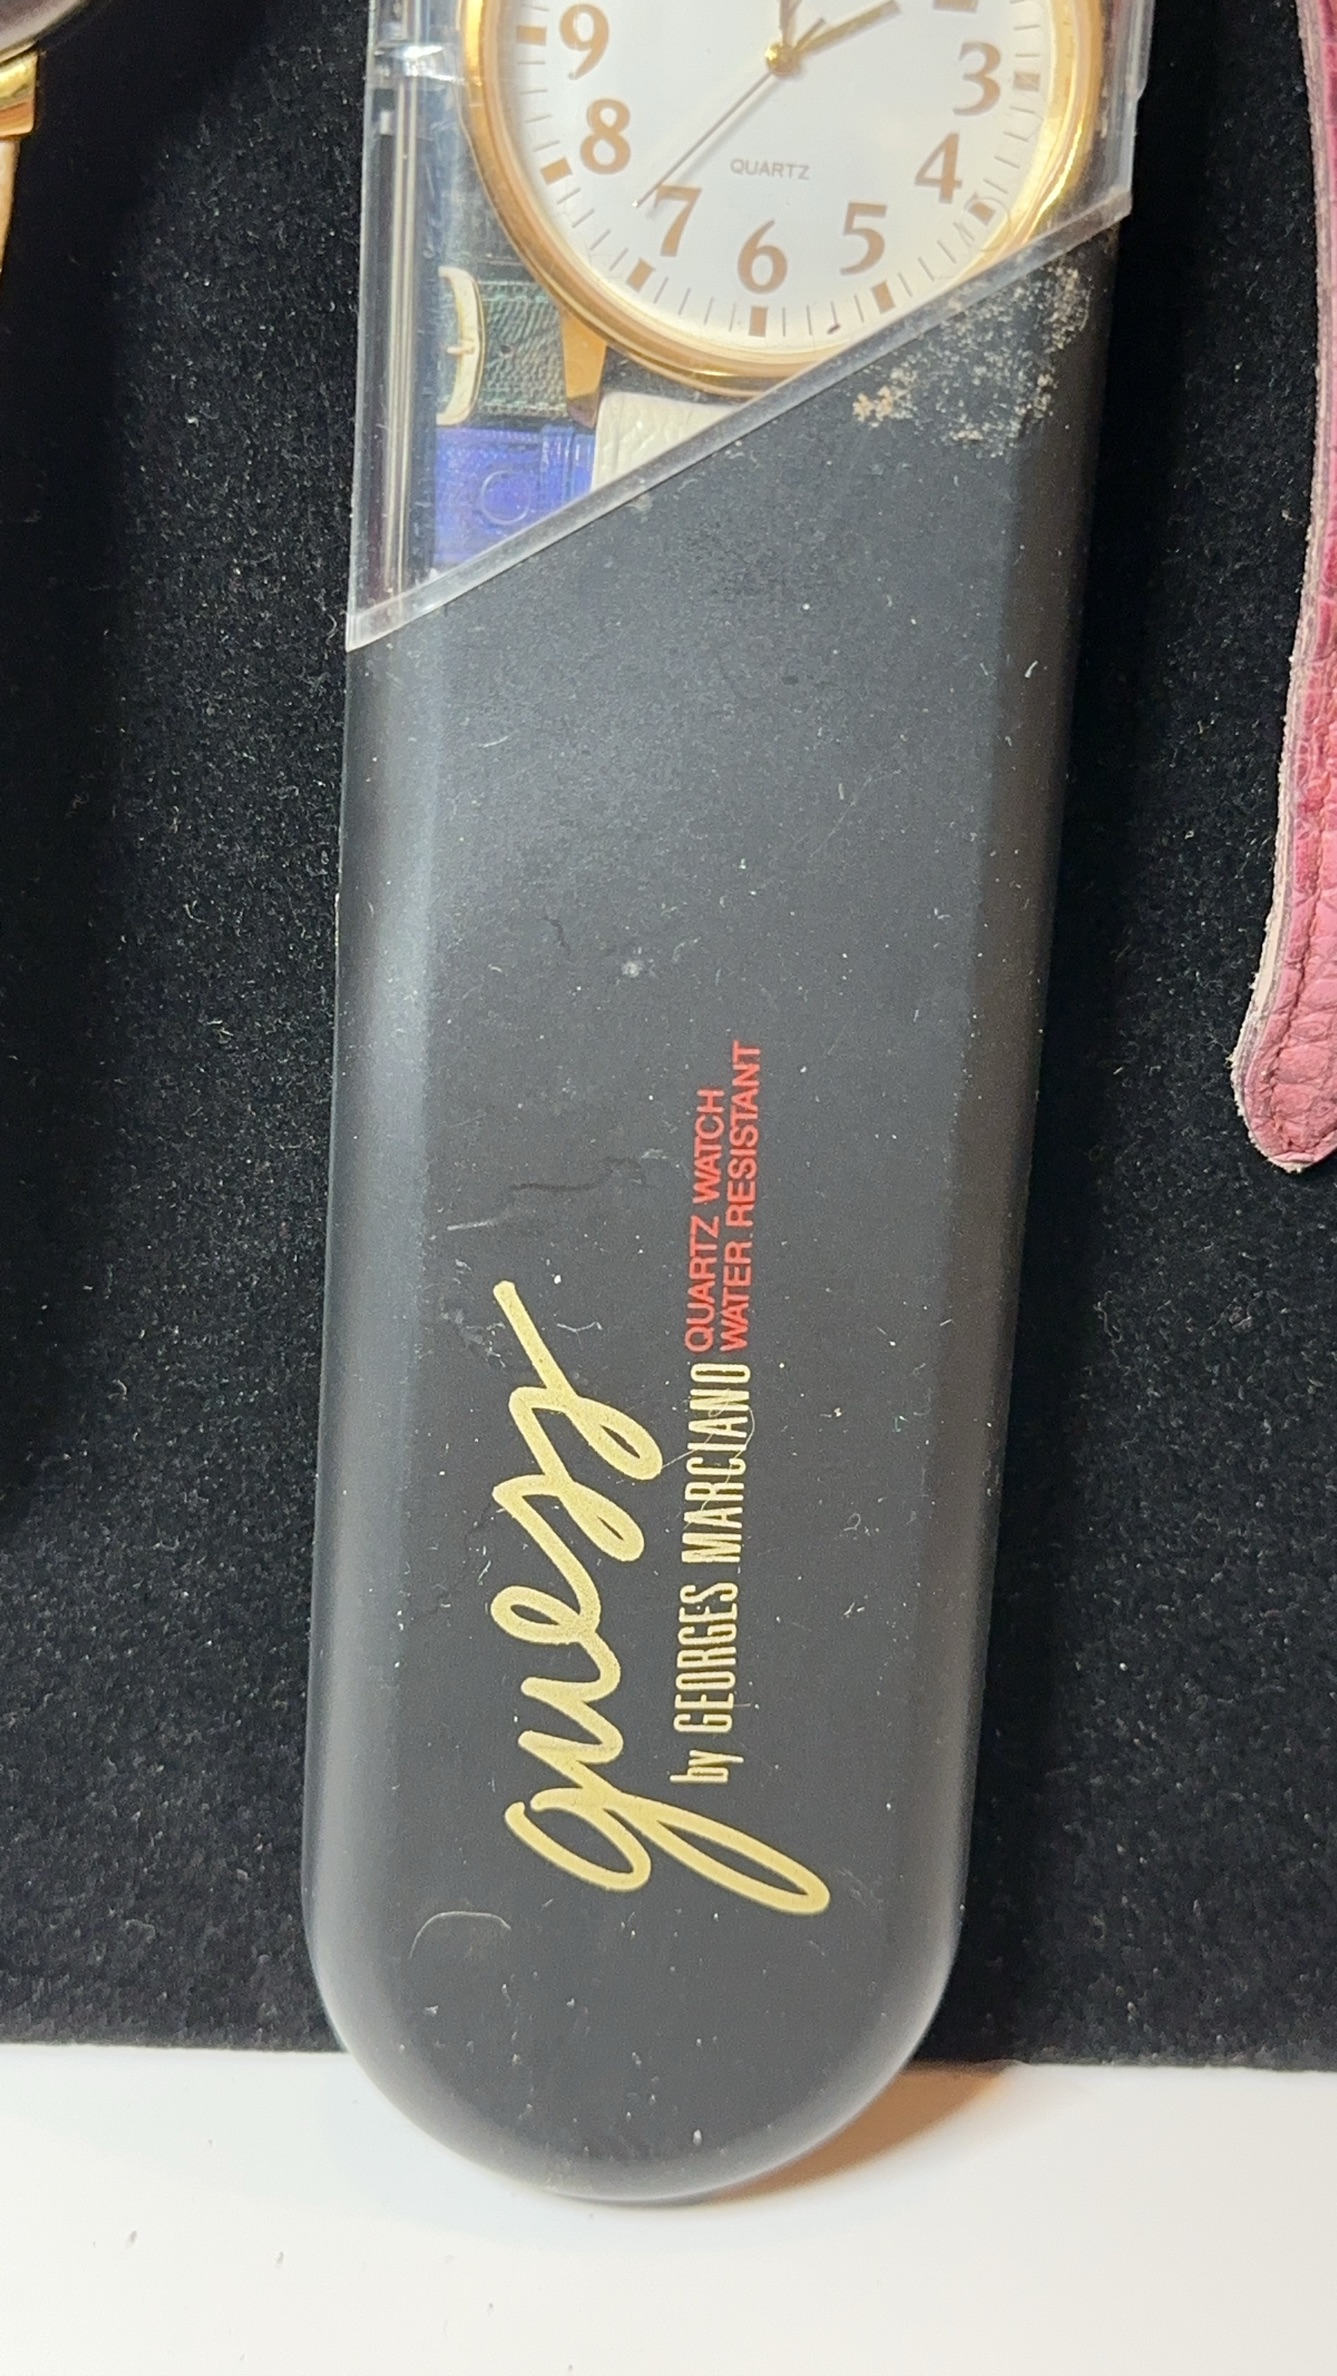 9
3
8
4
QUARTZ
7
5
6
guess
by GEORGES MARCIANO
QUARTZ WATCH
WATER RESISTANT